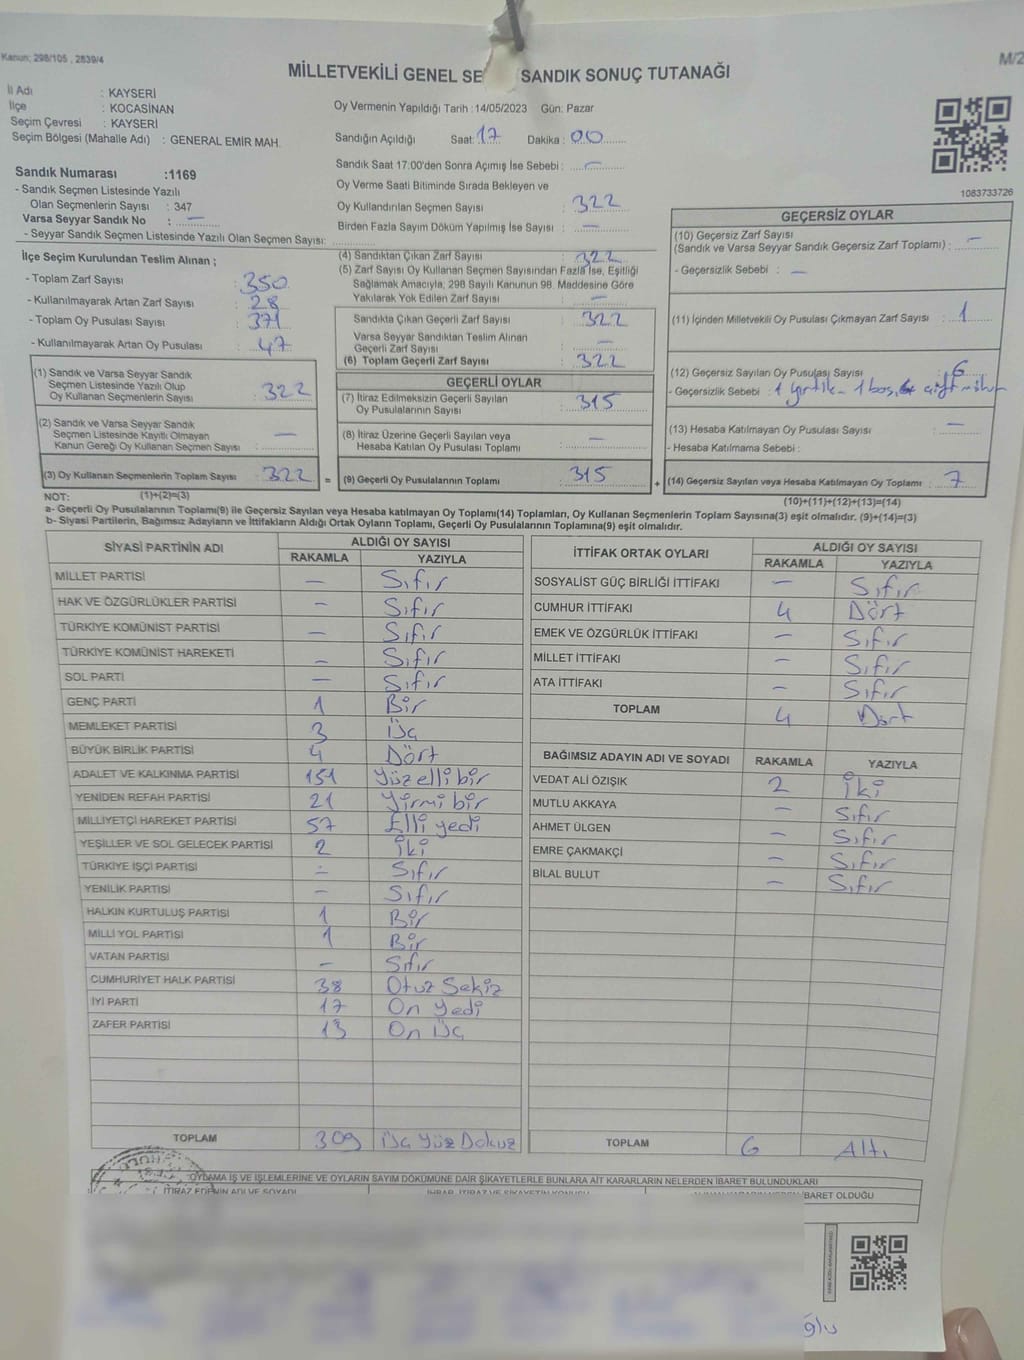 Kanun; 298/105 , 2839/4
M/2
MİLLETVEKİLİ GENEL SE SANDIK SONUÇ TUTANAĞI
İl Adı : KAYSERİ
İlçe : KOCASİNAN
Seçim Çevresi : KAYSERİ
Seçim Bölgesi (Mahalle Adı) : GENERAL EMİR MAH.
Sandık Numarası :1169
- Sandık Seçmen Listesinde Yazılı
Olan Seçmenlerin Sayısı : 347
Varsa Seyyar Sandık No : —
- Seyyar Sandık Seçmen Listesinde Yazılı Olan Seçmen Sayısı:
Oy Vermenin Yapıldığı Tarih : 14/05/2023 Gün: Pazar
Sandığın Açıldığı Saat: 17 Dakika : 00
Sandık Saat 17:00'den Sonra Açımış İse Sebebi : —
Oy Verme Saati Bitiminde Sırada Bekleyen ve
Oy Kullandırılan Seçmen Sayısı : 322
Birden Fazla Sayım Döküm Yapılmış İse Sayısı : —
1083733726
İlçe Seçim Kurulundan Teslim Alınan ;
- Toplam Zarf Sayısı : 350
- Kullanılmayarak Artan Zarf Sayısı : 28
- Toplam Oy Pusulası Sayısı : 371
- Kullanılmayarak Artan Oy Pusulası : 47
(1) Sandık ve Varsa Seyyar Sandık
Seçmen Listesinde Yazılı Olup
Oy Kullanan Seçmenlerin Sayısı : 322
(2) Sandık ve Varsa Seyyar Sandık
Seçmen Listesinde Kayıtlı Olmayan
Kanun Gereği Oy Kullanan Seçmen Sayısı : —
(3) Oy Kullanan Seçmenlerin Toplam Sayısı : 322 =
(4) Sandıktan Çıkan Zarf Sayısı : 322
(5) Zarf Sayısı Oy Kullanan Seçmen Sayısından Fazla İse, Eşitliği
Sağlamak Amacıyla; 298 Sayılı Kanunun 98. Maddesine Göre
Yakılarak Yok Edilen Zarf Sayısı : —
Sandıkta Çıkan Geçerli Zarf Sayısı : 322
Varsa Seyyar Sandıktan Teslim Alınan
Geçerli Zarf Sayısı : —
(6) Toplam Geçerli Zarf Sayısı : 322
GEÇERLİ OYLAR
(7) İtiraz Edilmeksizin Geçerli Sayılan
Oy Pusulalarının Sayısı : 315
(8) İtiraz Üzerine Geçerli Sayılan veya
Hesaba Katılan Oy Pusulası Toplamı : —
(9) Geçerli Oy Pusulalarının Toplamı : 315 +
GEÇERSİZ OYLAR
(10) Geçersiz Zarf Sayısı
(Sandık ve Varsa Seyyar Sandık Geçersiz Zarf Toplamı) : —
- Geçersizlik Sebebi : —
(11) İçinden Milletvekili Oy Pusulası Çıkmayan Zarf Sayısı : 1
(12) Geçersiz Sayılan Oy Pusulası Sayısı : 6
- Geçersizlik Sebebi : 1 yırtık - 1 boş, çift mühür
(13) Hesaba Katılmayan Oy Pusulası Sayısı : —
- Hesaba Katılmama Sebebi :
(14) Geçersiz Sayılan veya Hesaba Katılmayan Oy Toplamı : 7
NOT: (1)+(2)=(3)
(10)+(11)+(12)+(13)=(14)
a- Geçerli Oy Pusulasının Toplamı(9) ile Geçersiz Sayılan veya Hesaba katılmayan Oy Toplamı(14) Toplamları, Oy Kullanan Seçmenlerin Toplam Sayısına(3) eşit olmalıdır. (9)+(14)=(3)
b- Siyasi Partilerin, Bağımsız Adayların ve İttifakların Aldığı Ortak Oyların Toplamı, Geçerli Oy Pusulalarının Toplamına(9) eşit olmalıdır.
SİYASİ PARTİNİN ADI ALDIĞI OY SAYISI
RAKAMLA YAZIYLA
MİLLET PARTİSİ — Sıfır
HAK VE ÖZGÜRLÜKLER PARTİSİ — Sıfır
TÜRKİYE KOMÜNİST PARTİSİ — Sıfır
TÜRKİYE KOMÜNİST HAREKETİ — Sıfır
SOL PARTİ — Sıfır
GENÇ PARTİ 1 Bir
MEMLEKET PARTİSİ 3 Üç
BÜYÜK BİRLİK PARTİSİ 4 Dört
ADALET VE KALKINMA PARTİSİ 151 Yüzelli bir
YENİDEN REFAH PARTİSİ 21 Yirmi bir
MİLLİYETÇİ HAREKET PARTİSİ 57 Elli yedi
YEŞİLLER VE SOL GELECEK PARTİSİ 2 İki
TÜRKİYE İŞÇİ PARTİSİ — Sıfır
YENİLİK PARTİSİ — Sıfır
HALKIN KURTULUŞ PARTİSİ 1 Bir
MİLLİ YOL PARTİSİ 1 Bir
VATAN PARTİSİ — Sıfır
CUMHURİYET HALK PARTİSİ 38 Otuz Sekiz
İYİ PARTİ 17 On Yedi
ZAFER PARTİSİ 13 On Üç
TOPLAM 309 Üç Yüz Dokuz
İTTİFAK ORTAK OYLARI ALDIĞI OY SAYISI
RAKAMLA YAZIYLA
SOSYALİST GÜÇ BİRLİĞİ İTTİFAKI — Sıfır
CUMHUR İTTİFAKI 4 Dört
EMEK VE ÖZGÜRLÜK İTTİFAKI — Sıfır
MİLLET İTTİFAKI — Sıfır
ATA İTTİFAKI — Sıfır
TOPLAM 4 Dört
BAĞIMSIZ ADAYIN ADI VE SOYADI RAKAMLA YAZIYLA
VEDAT ALİ ÖZIŞIK 2 İki
MUTLU AKKAYA — Sıfır
AHMET ÜLGEN — Sıfır
EMRE ÇAKMAKÇİ — Sıfır
BİLAL BULUT — Sıfır
TOPLAM 6 Altı
OYLAMA İŞ VE İŞLEMLERİNE VE OYLARIN SAYIM DÖKÜMÜNE DAİR ŞİKAYETLERLE BUNLARA AİT KARARLARIN NELERDEN İBARET BULUNDUKLARI
İTİRAZ EDENİN ADI VE SOYADI
İBARET OLDUĞU
oğlu